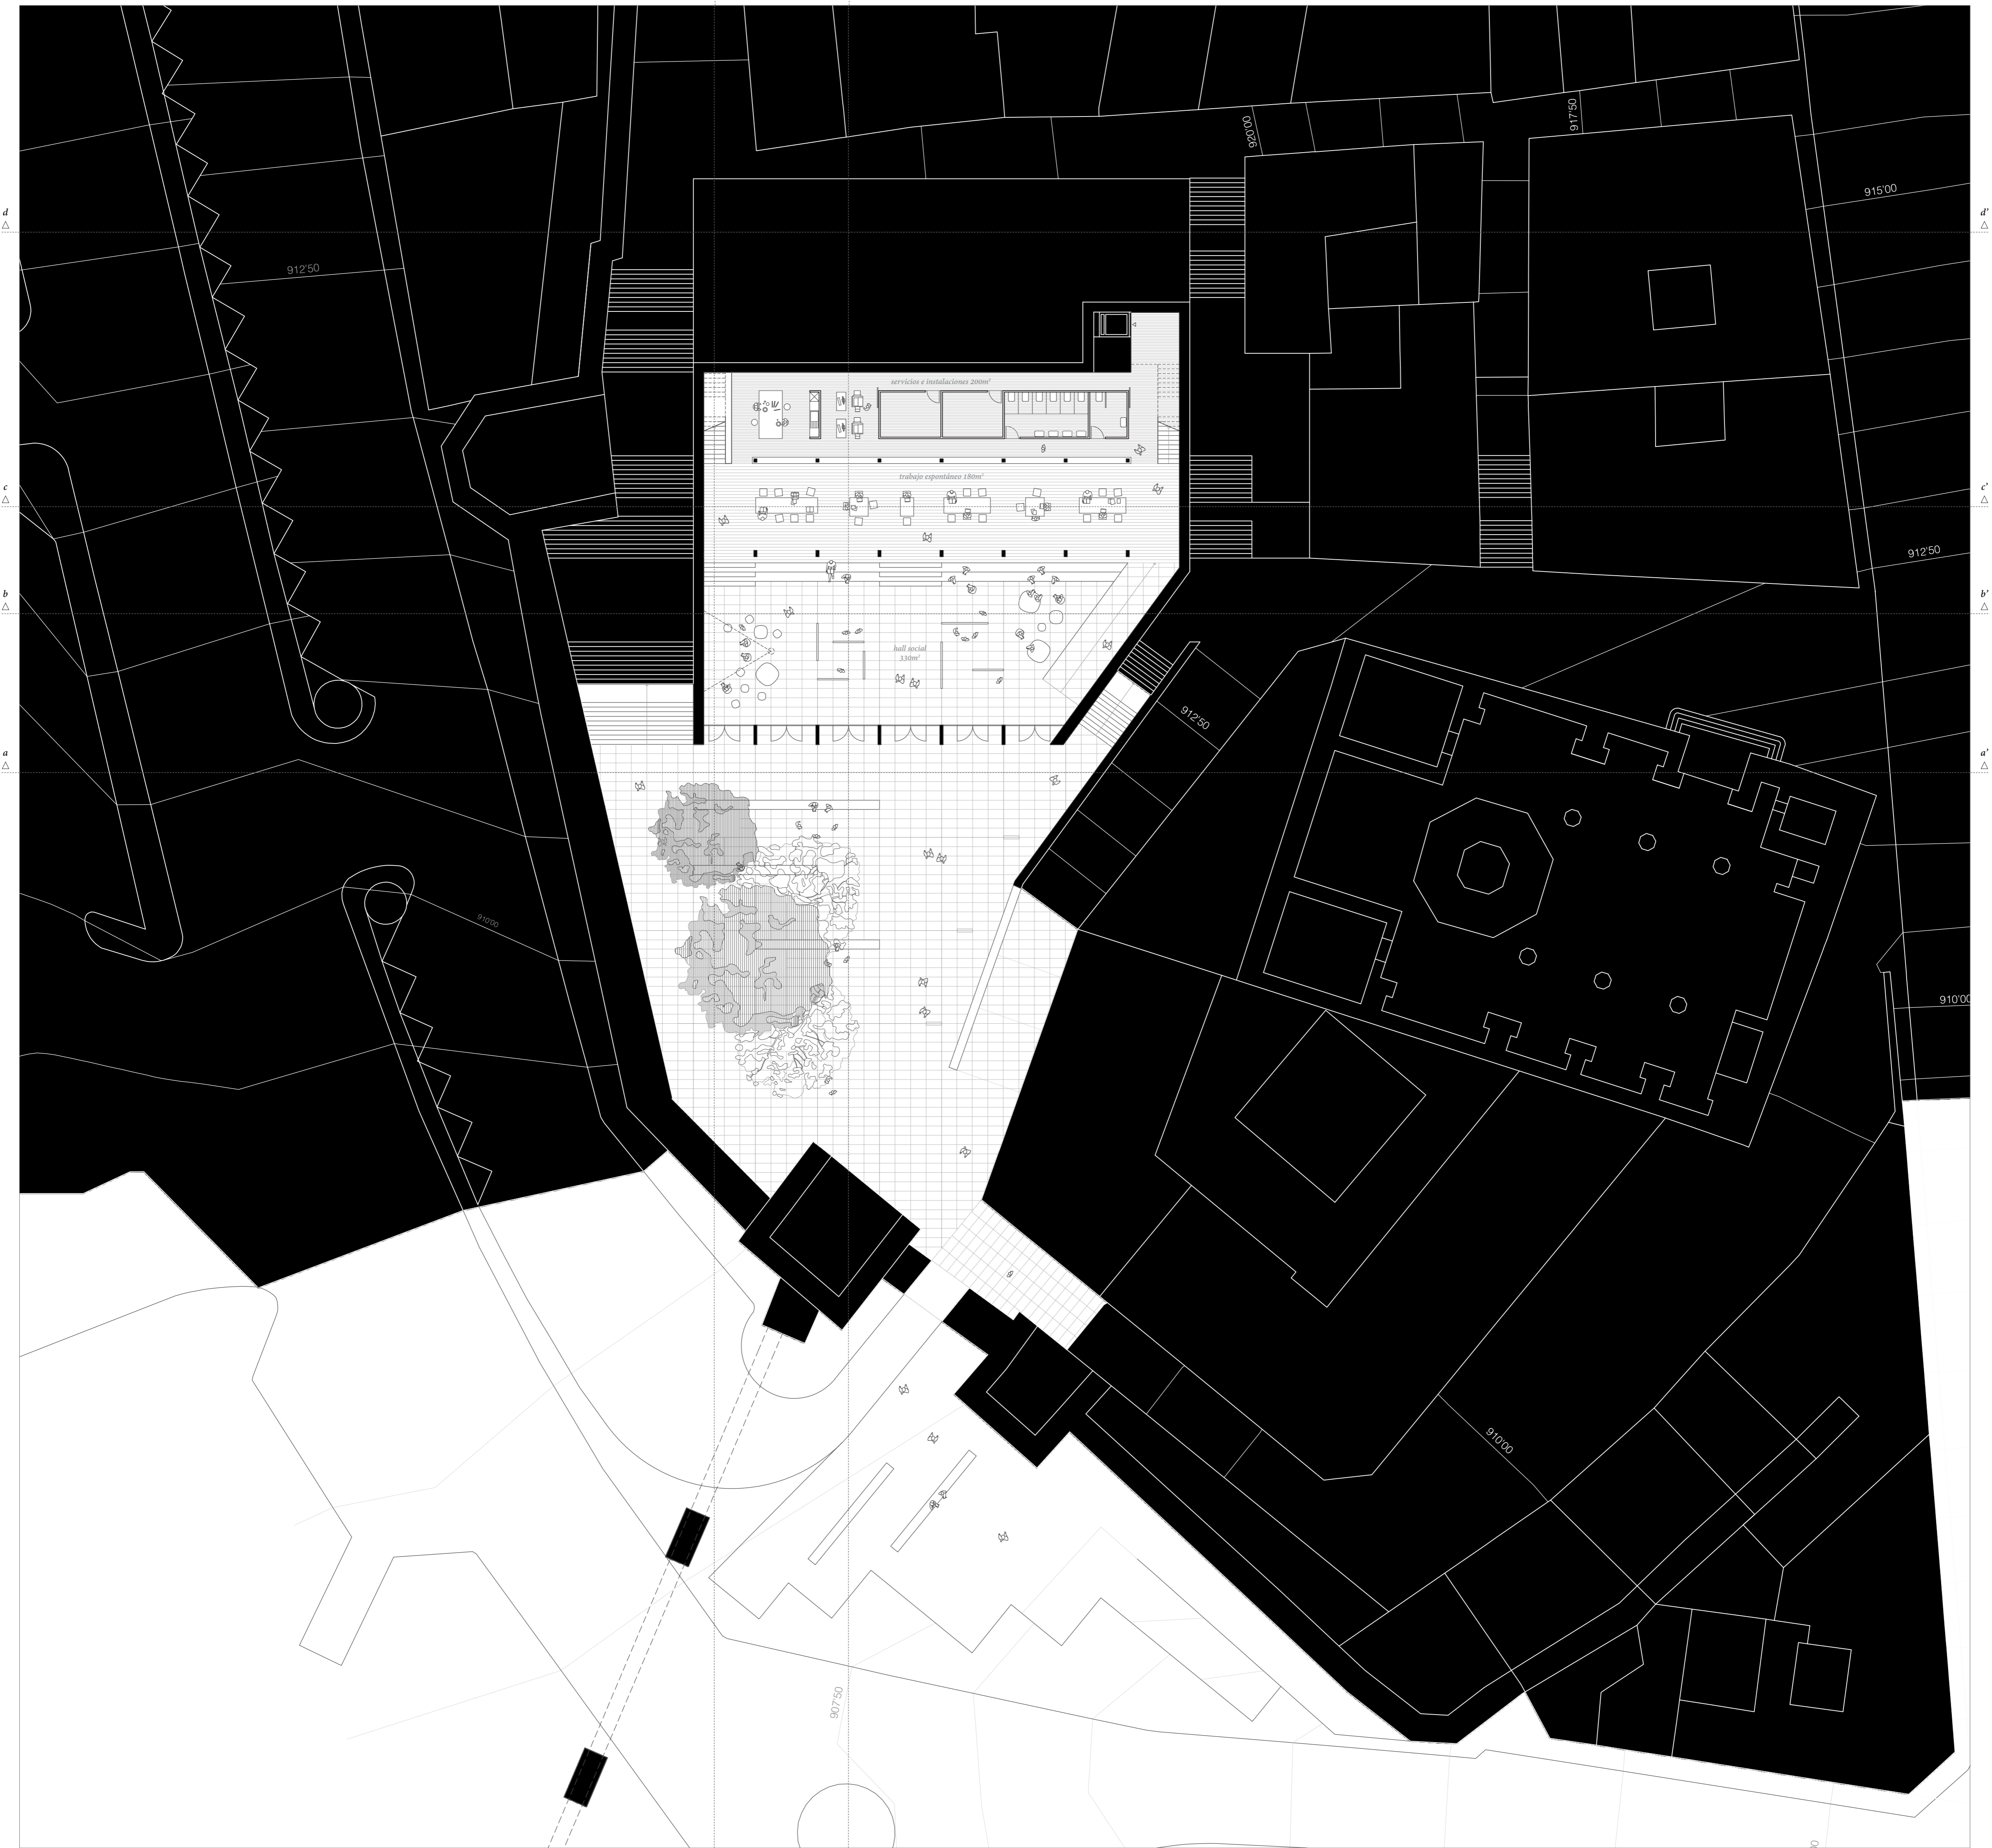 920'00
917'50
915'00
d
d'
912'50
servicios e instalaciones 200m²
trabajo espontáneo 180m²
c
c'
912'50
b
b'
hall social
330m²
912'50
a
a'
910'00
910'00
910'00
907'50